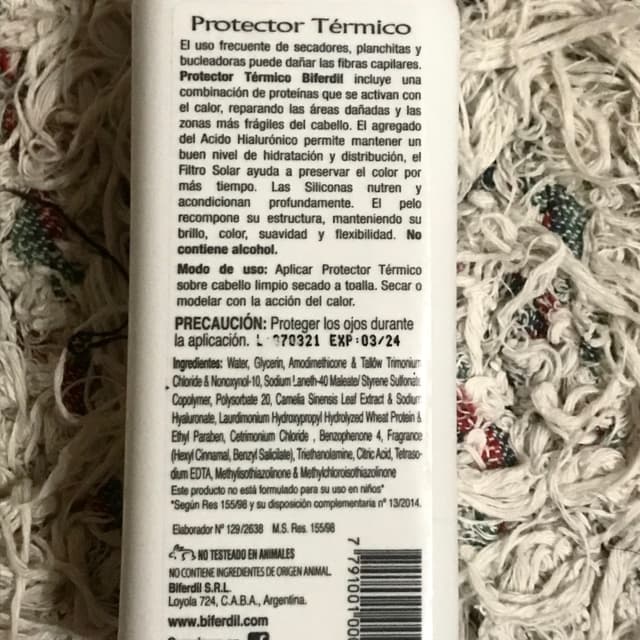 Protector Térmico
El uso frecuente de secadores, planchitas y
bucleadoras puede dañar las fibras capilares.
Protector Térmico Biferdil incluye una
combinación de proteínas que se activan con
el calor, reparando las áreas dañadas y las
zonas más frágiles del cabello. El agregado
del Acido Hialurónico permite mantener un
buen nivel de hidratación y distribución, el
Filtro Solar ayuda a preservar el color por
más tiempo. Las Siliconas nutren y
acondicionan profundamente. El pelo
recompone su estructura, manteniendo su
brillo, color, suavidad y flexibilidad. No
contiene alcohol.
Modo de uso: Aplicar Protector Térmico
sobre cabello limpio secado a toalla. Secar o
modelar con la acción del calor.
PRECAUCIÓN: Proteger los ojos durante
la aplicación. L 070321 EXP:03/24
Ingredientes: Water, Glycerin, Amodimethicone & Tallow Trimonium
Chloride & Nonoxynol-10, Sodium Laneth-40 Maleate/ Styrene Sulfonate
Copolymer, Polysorbate 20, Camelia Sinensis Leaf Extract & Sodium
Hyaluronate, Laurdimonium Hydroxypropyl Hydrolyzed Wheat Protein &
Ethyl Paraben, Cetrimonium Chloride , Benzophenone 4, Fragrance
(Hexyl Cinnamal, Benzyl Salicilate), Triethanolamine, Citric Acid, Tetraso-
dium EDTA, Methylisothiazolinone & Methylchloroisothiazolinone
Este producto no está formulado para su uso en niños*
*Según Res 155/98 y su disposición complementaria nº 13/2014.
Elaborador Nº 129/2638 M.S. Res. 155/98
NO TESTEADO EN ANIMALES
NO CONTIENE INGREDIENTES DE ORIGEN ANIMAL
Biferdil S.R.L.
Loyola 724, C.A.B.A., Argentina.
www.biferdil.com
7 791001 00